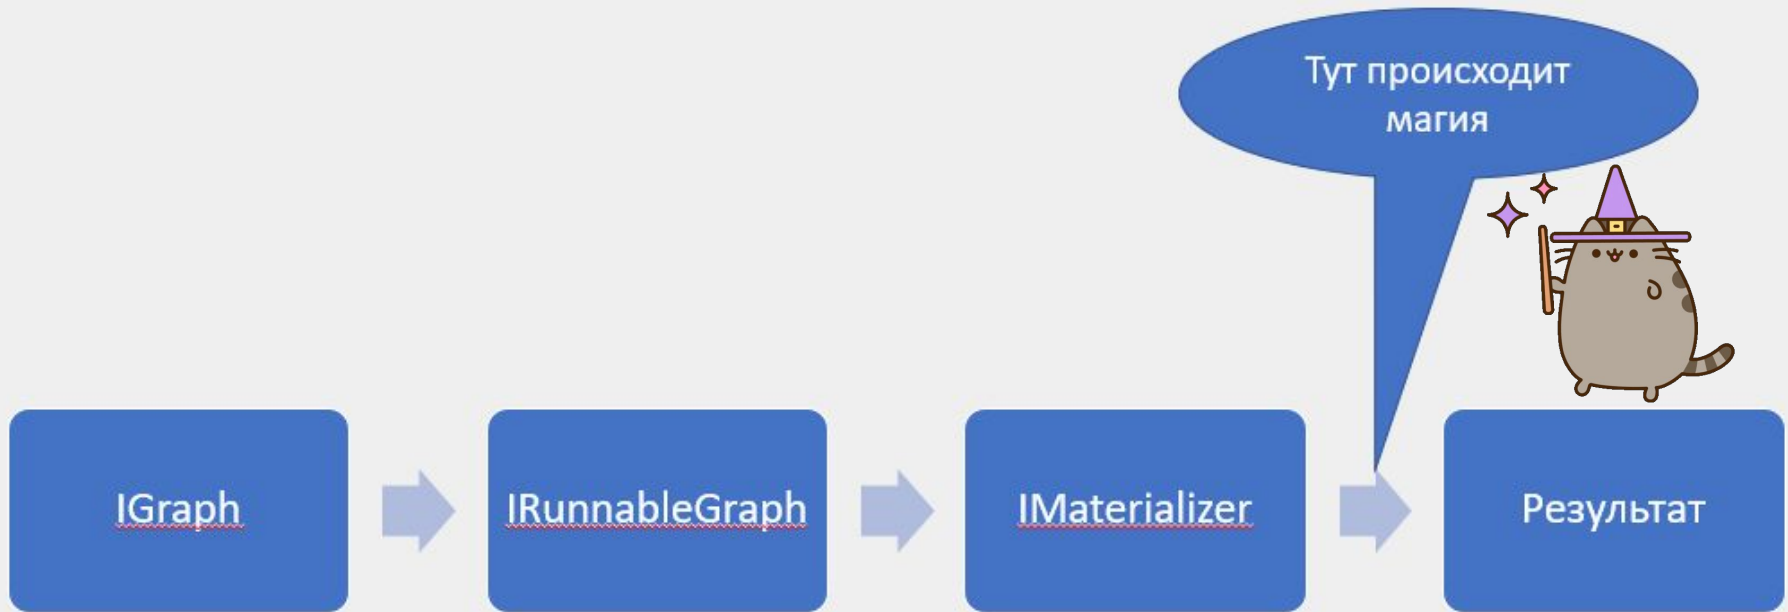 Тут происходит
магия
IGraph
IRunnableGraph
IMaterializer
Результат